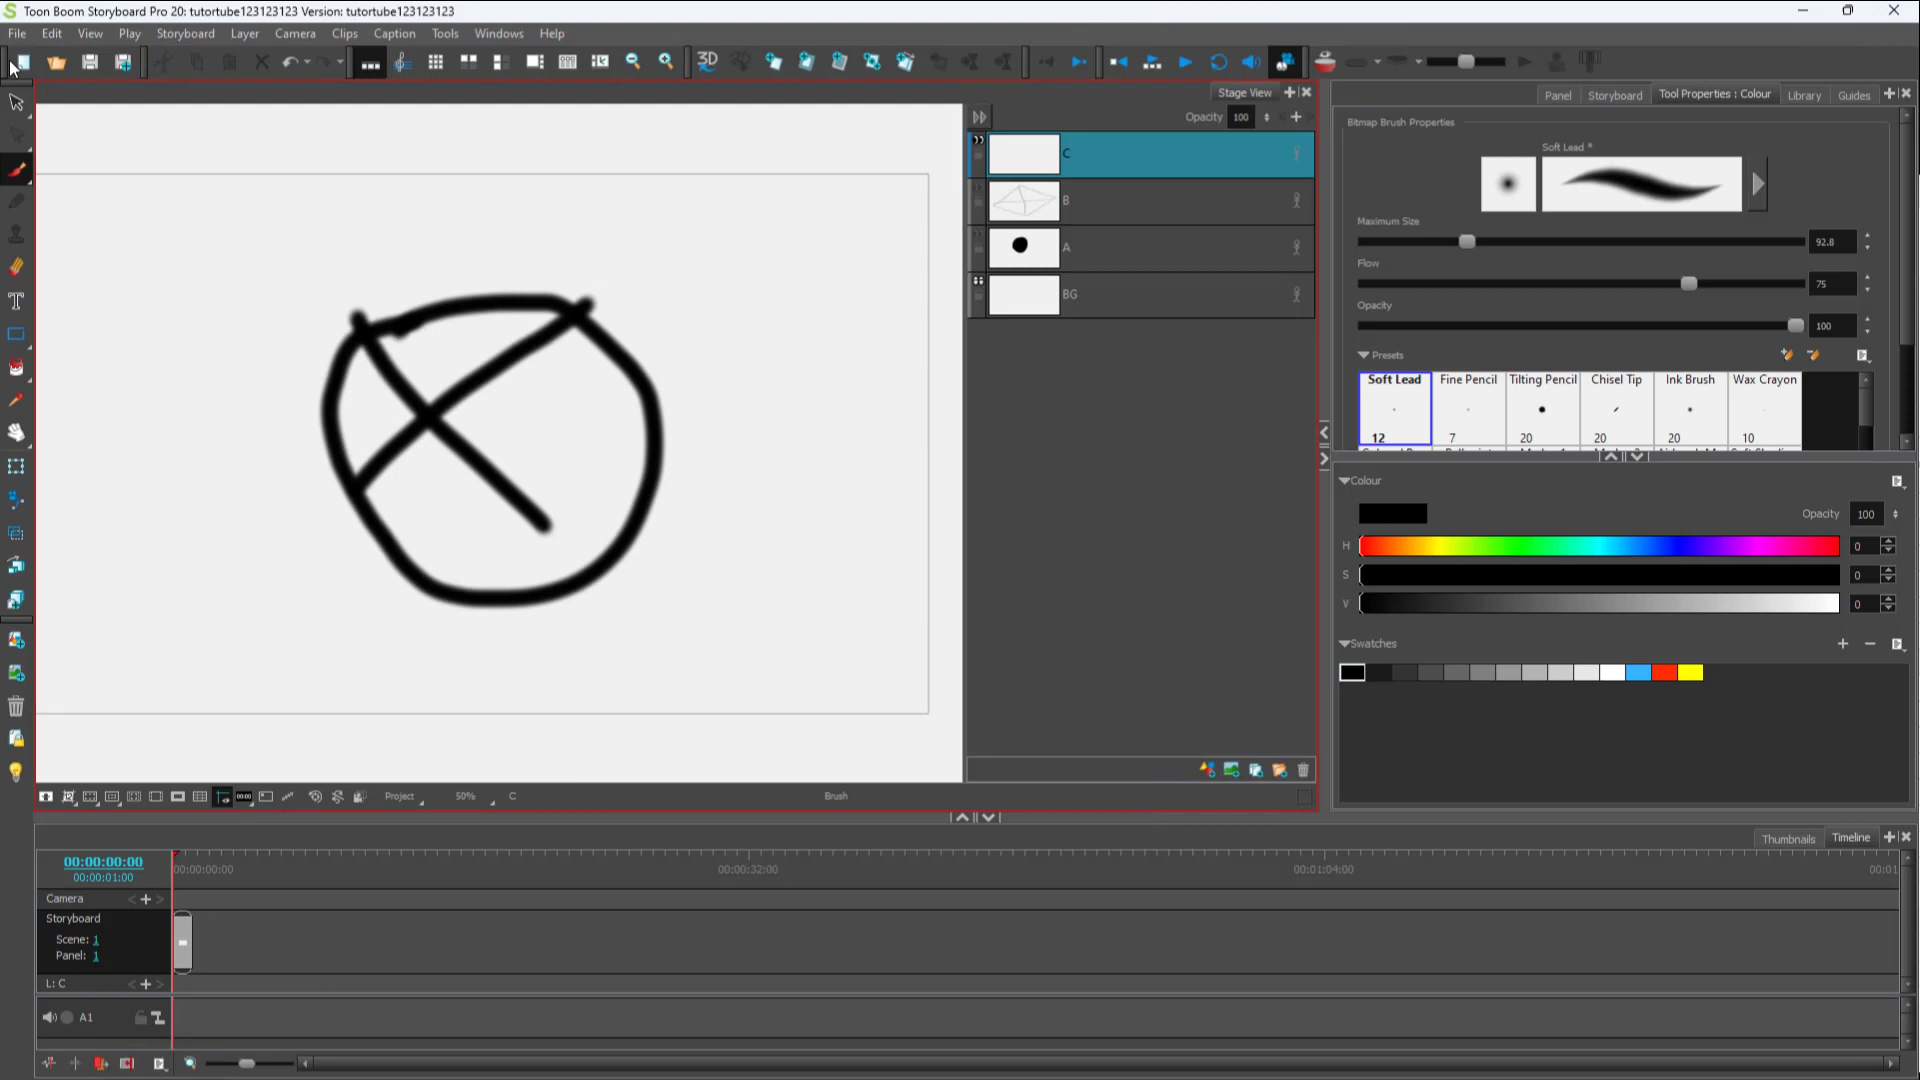 Toon Boom Storyboard Pro 20: tutortube123123123 Version: tutortube123123123
File Edit View Play Storyboard Layer Camera Clips Caption Tools Windows Help
3D
Stage View
Panel Storyboard Tool Properties : Colour Library Guides
Opacity 100
C
B
A
BG
Bitmap Brush Properties
Soft Lead *
Maximum Size
92.8
Flow
75
Opacity
100
Presets
Soft Lead Fine Pencil Tilting Pencil Chisel Tip Ink Brush Wax Crayon
12 7 20 20 20 10
Colour
Opacity 100
H 0
S 0
V 0
Swatches
Project 50% C Brush
Thumbnails Timeline
00:00:00:00
00:00:01:00
00:00:00:00 00:00:32:00 00:01:04:00 00:01
Camera
Storyboard
Scene: 1
Panel: 1
L: C
A1